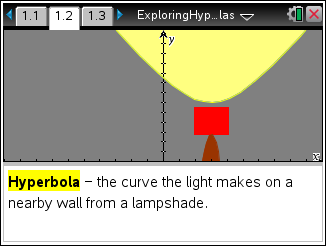 1.1 1.2 1.3 ExploringHyp...las
y
x
Hyperbola – the curve the light makes on a
nearby wall from a lampshade.